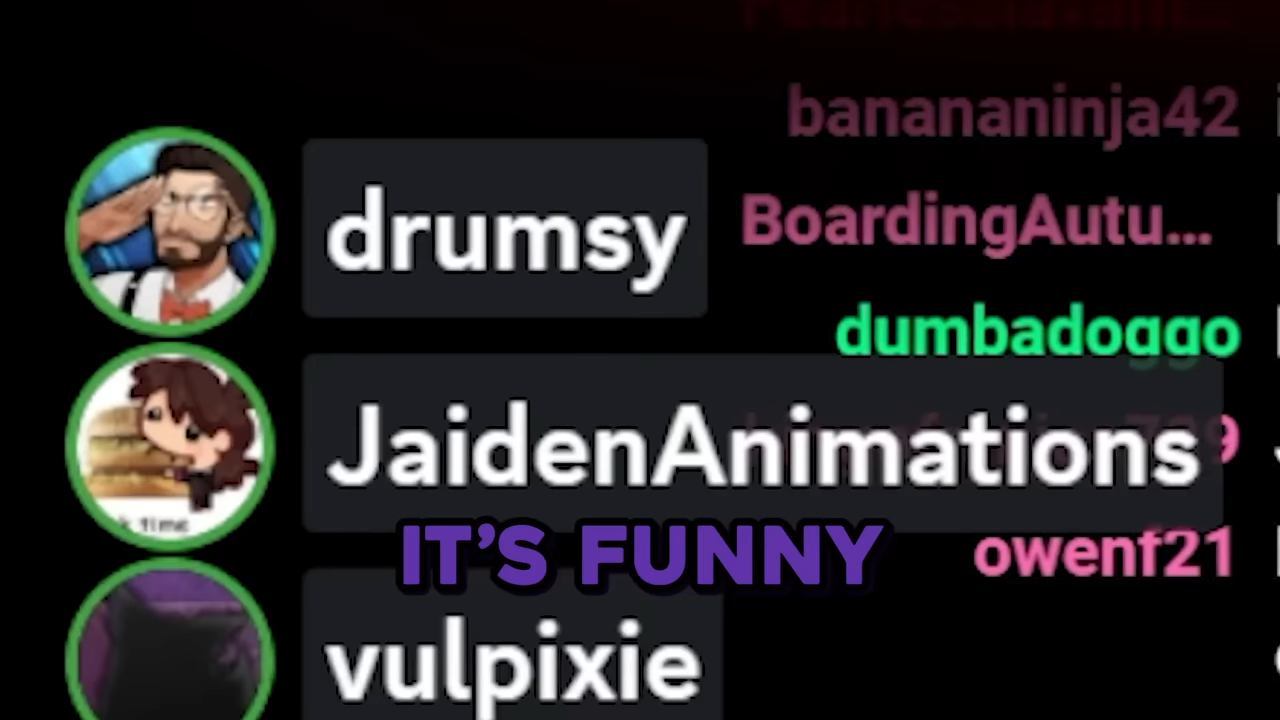 banananinja42
drumsy
BoardingAutu...
dumbadoggo
JaidenAnimations
IT'S FUNNY
owenf21
vulpixie